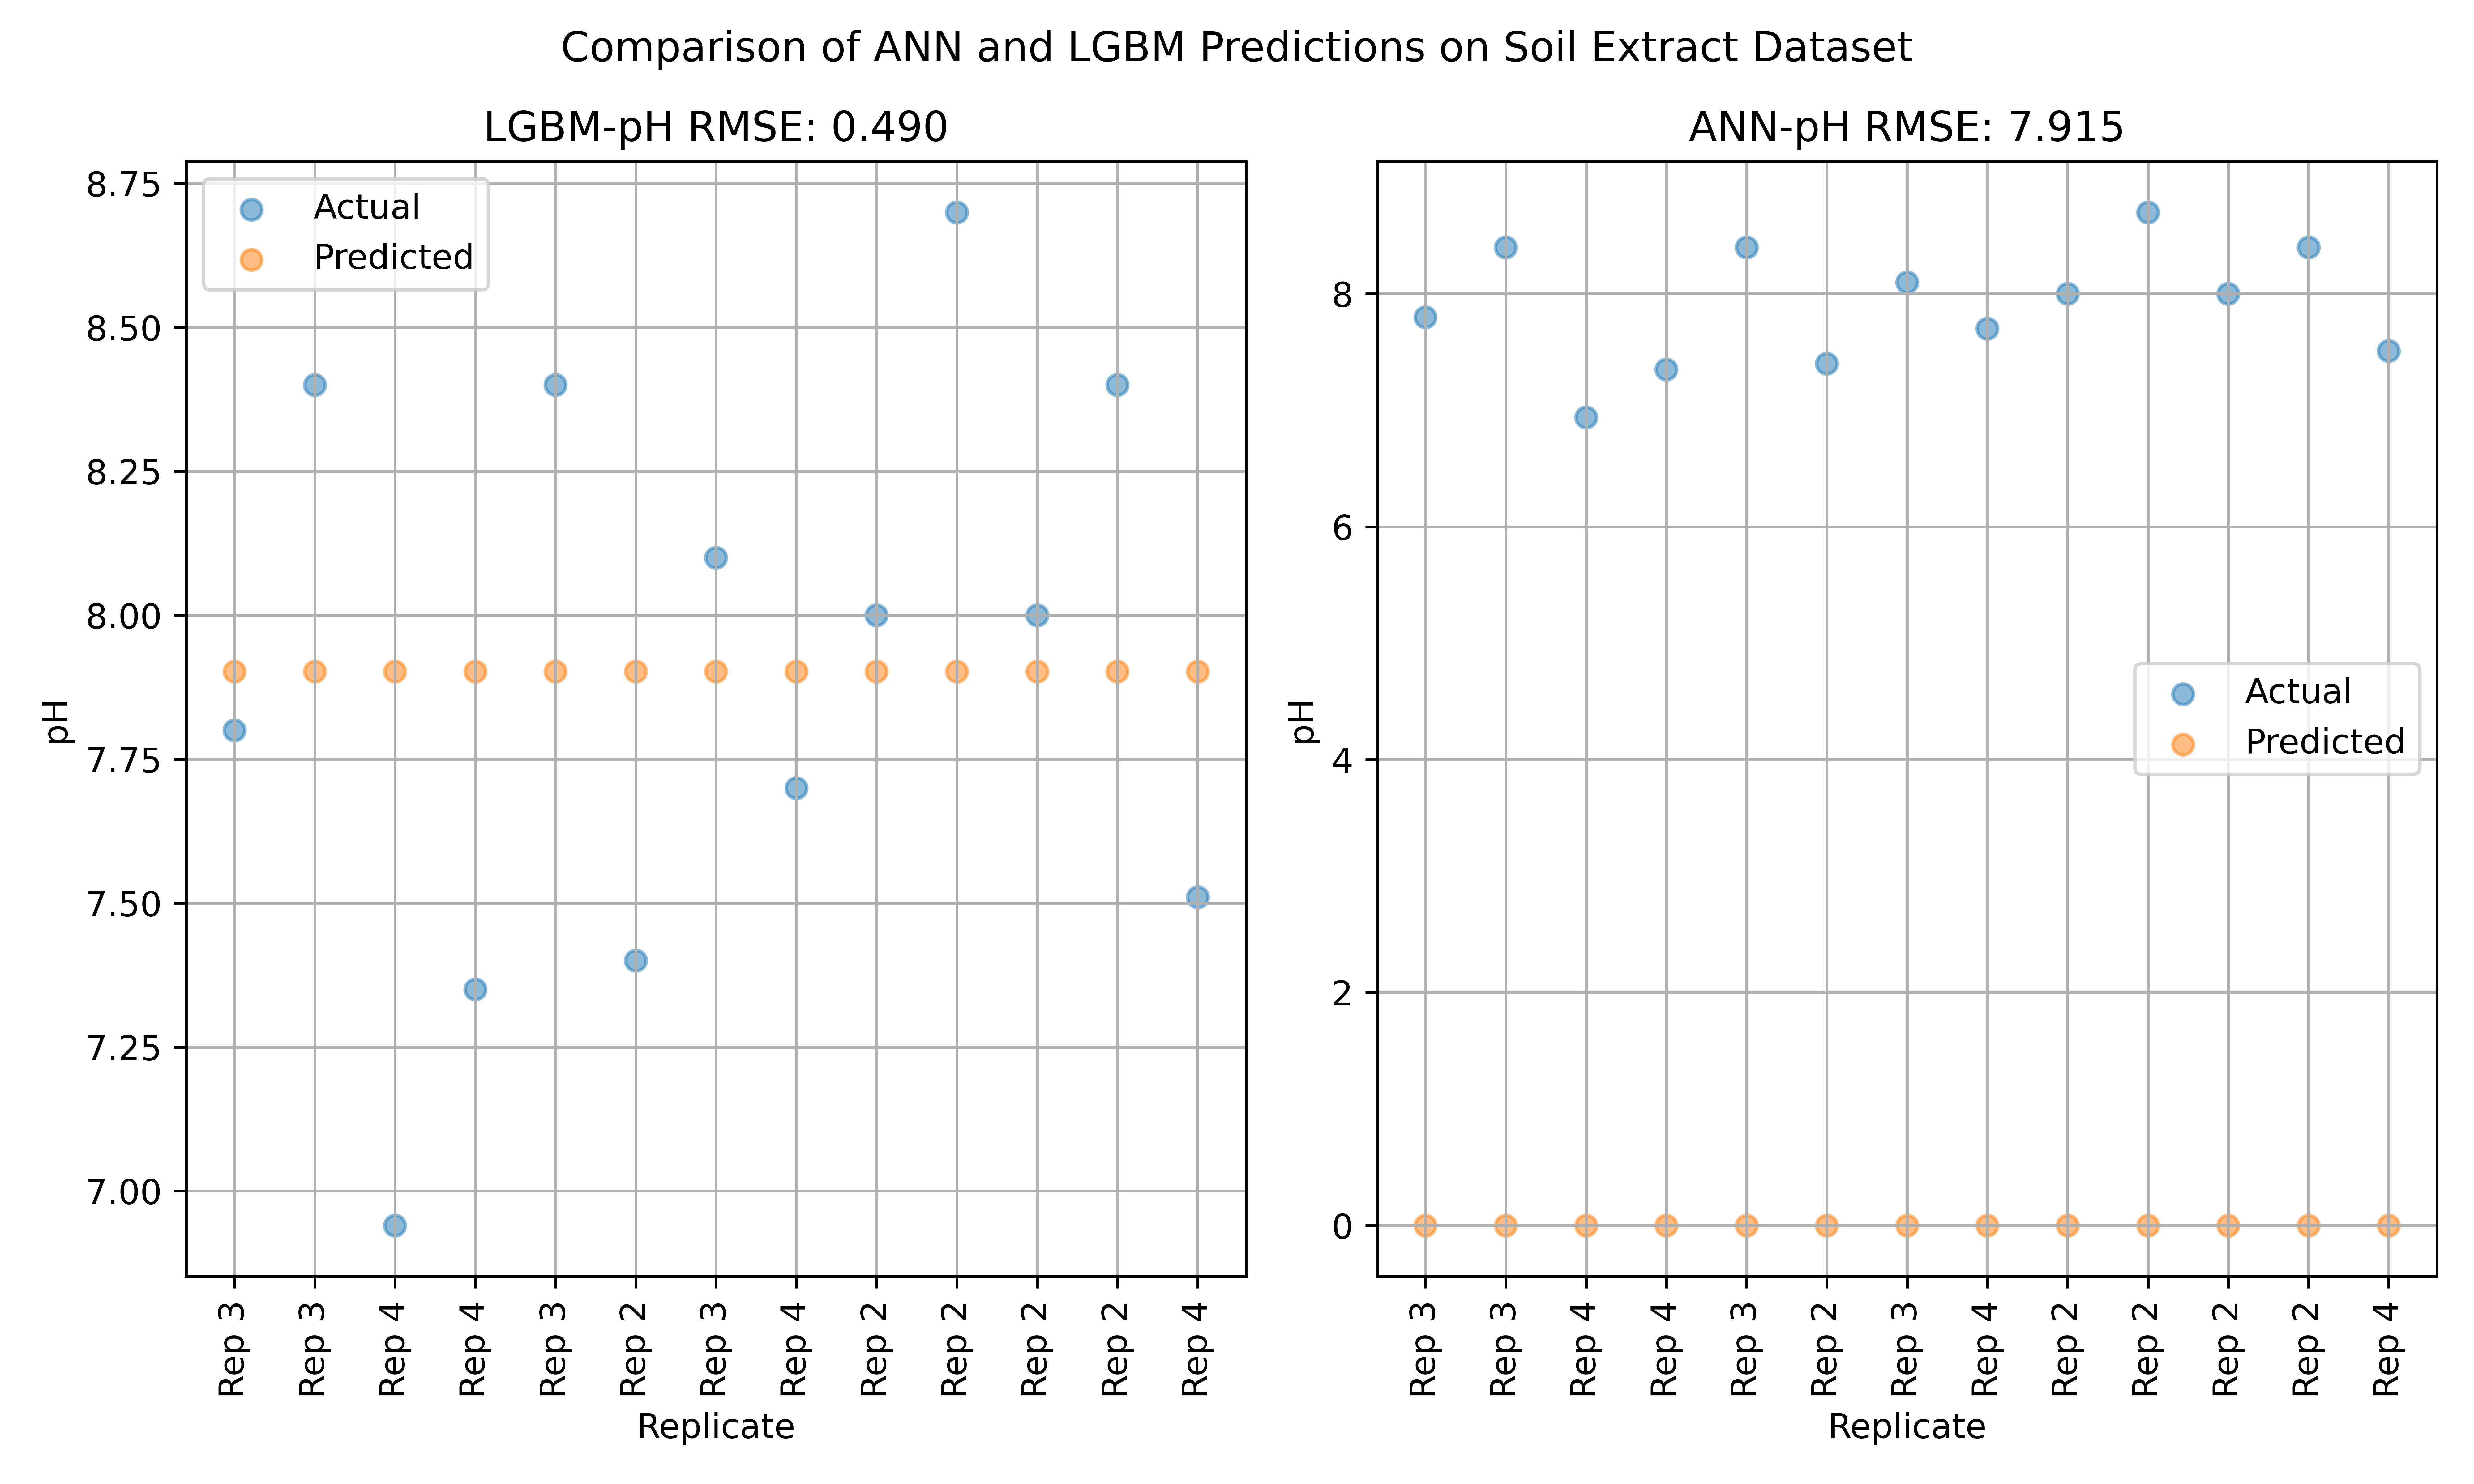 Comparison of ANN and LGBM Predictions on Soil Extract Dataset
LGBM-pH RMSE: 0.490
8.75
8.50
8.25
8.00
7.75
7.50
7.25
7.00
pH
Actual
Predicted
Rep 3
Rep 3
Rep 4
Rep 4
Rep 3
Rep 2
Rep 3
Rep 4
Rep 2
Rep 2
Rep 2
Rep 2
Rep 4
Replicate
ANN-pH RMSE: 7.915
8
6
4
2
0
pH
Actual
Predicted
Rep 3
Rep 3
Rep 4
Rep 4
Rep 3
Rep 2
Rep 3
Rep 4
Rep 2
Rep 2
Rep 2
Rep 2
Rep 4
Replicate